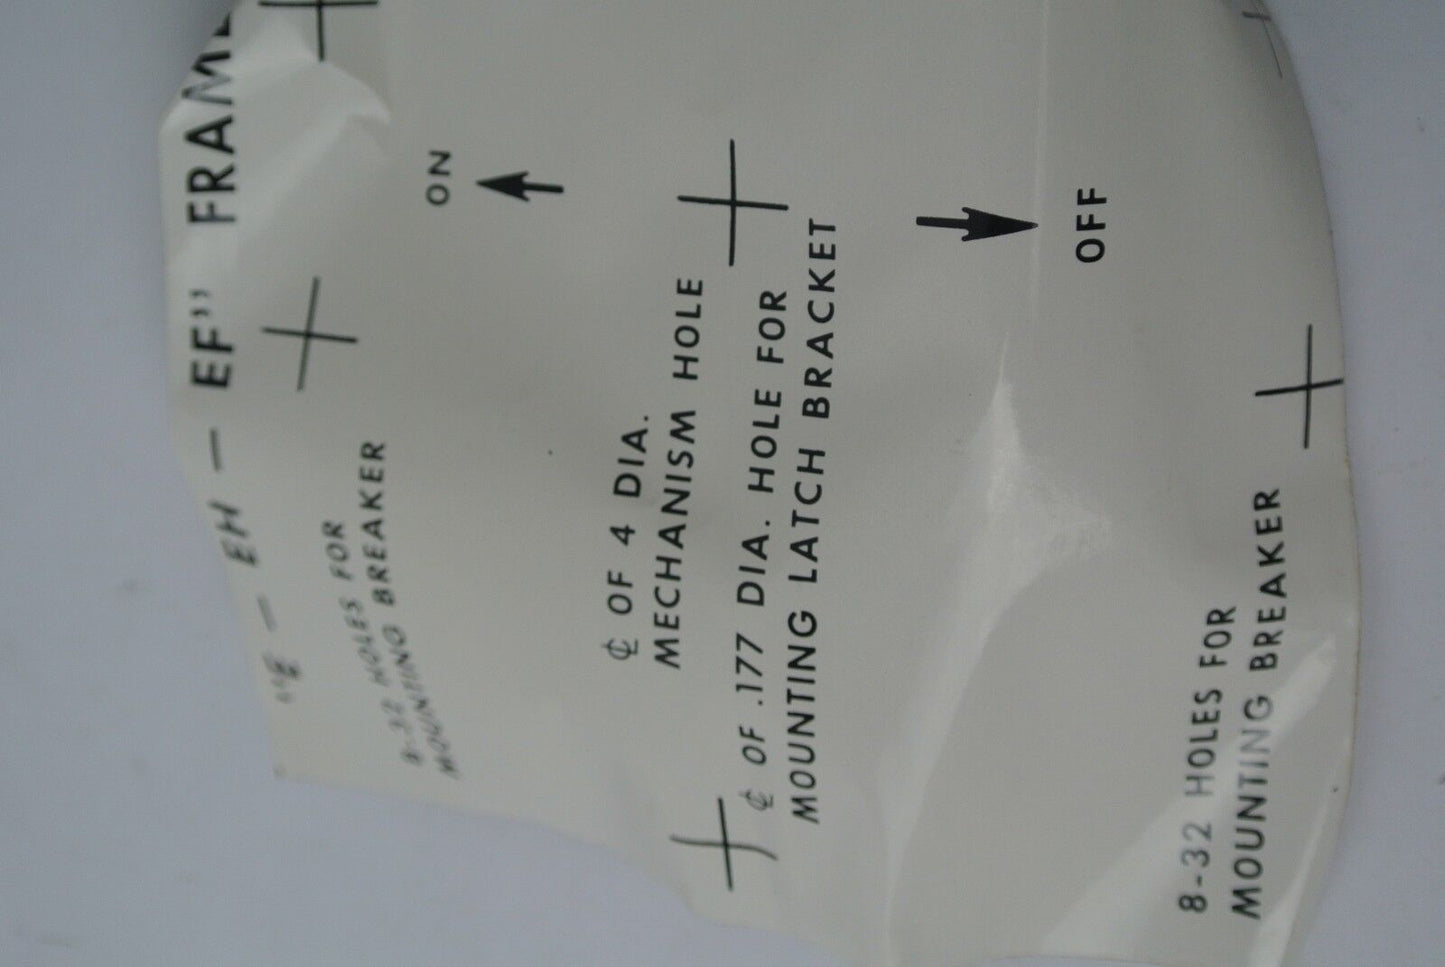 "E — EH — EF" FRAME
8-32 HOLES FOR
MOUNTING BREAKER
ON
℄ OF 4 DIA.
MECHANISM HOLE
℄ OF .177 DIA. HOLE FOR
MOUNTING LATCH BRACKET
OFF
8-32 HOLES FOR
MOUNTING BREAKER